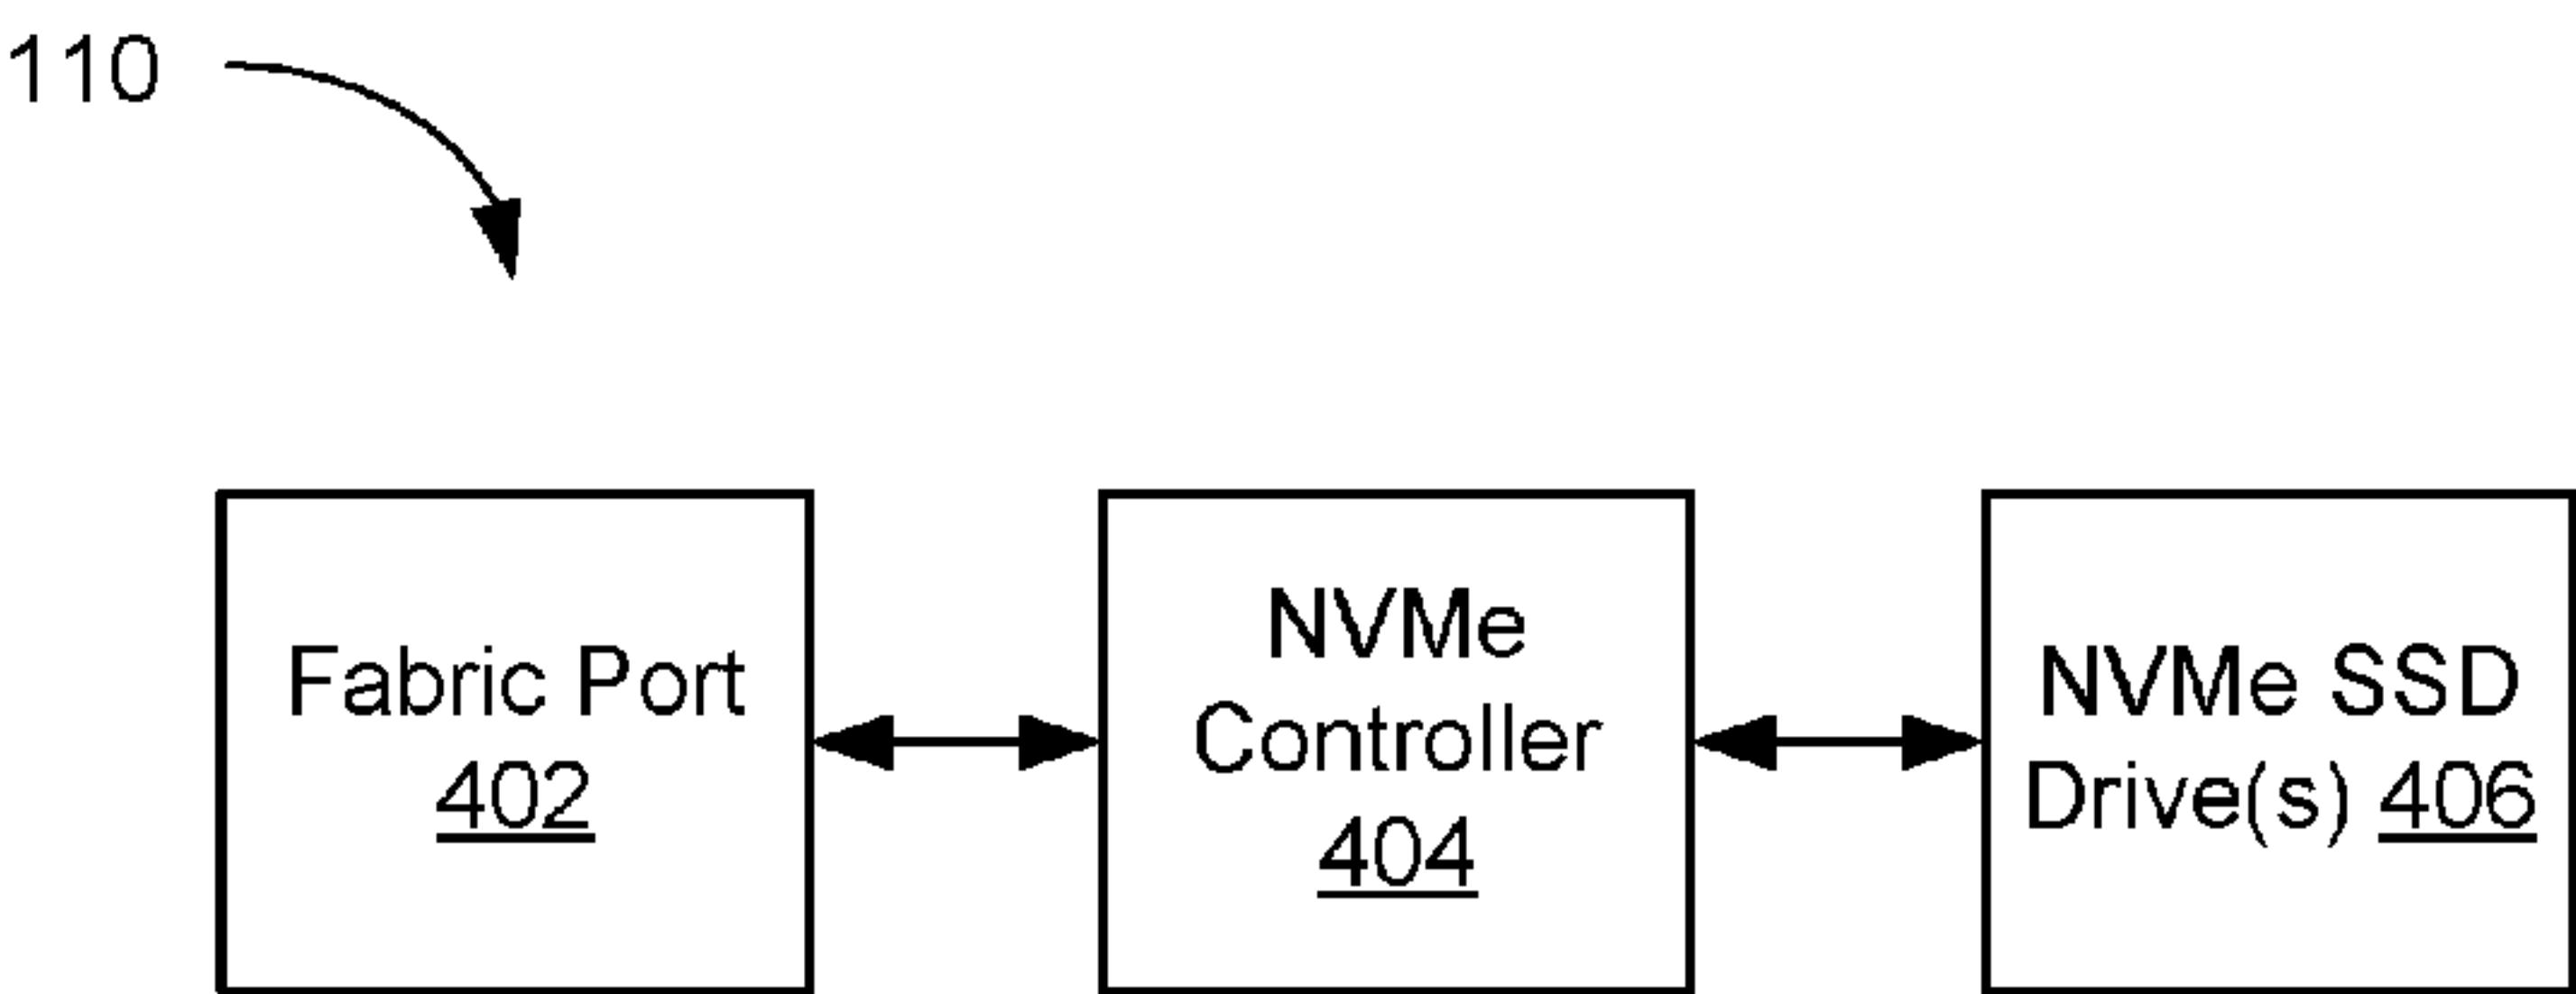 110
Fabric Port
402
NVMe
Controller
404
NVMe SSD
Drive(s) 406